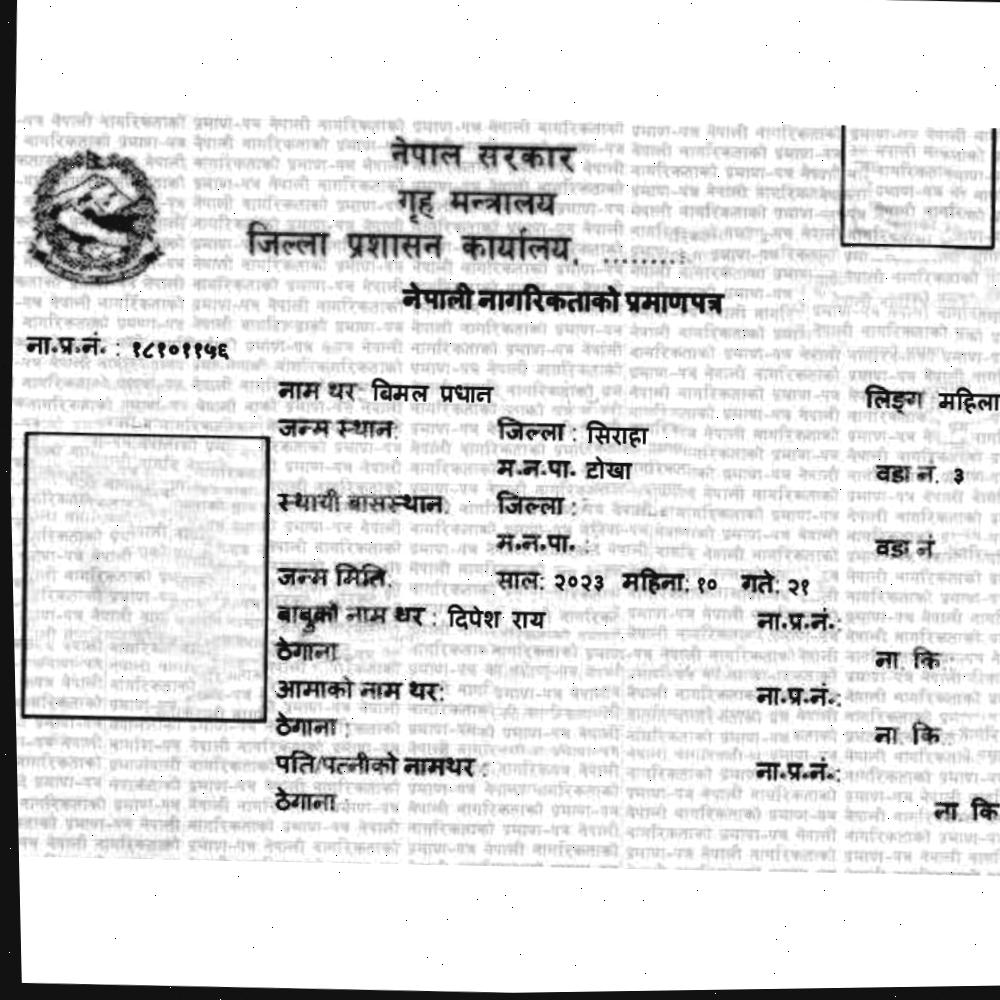 नेपाल सरकार
गृह मन्त्रालय
जिल्ला प्रशासन कार्यालय, ..........
नेपाली नागरिकताको प्रमाणपत्र
ना.प्र.नं. : १८१०११५६
नाम थर: बिमल प्रधान लिङ्ग महिला
जन्म स्थान: जिल्ला : सिराहा
म.न.पा. टोखा वडा नं. ३
स्थायी बासस्थान: जिल्ला :
म.न.पा. : वडा नं
जन्म मिति: साल: २०२३ महिना: १० गते: २१
बाबुको नाम थर : दिपेश राय ना.प्र.नं.:
ठेगाना ना. कि.
आमाको नाम थर: ना.प्र.नं.:
ठेगाना : ना. कि.
पति/पत्नीको नामथर : ना.प्र.नं.:
ठेगाना ना. कि